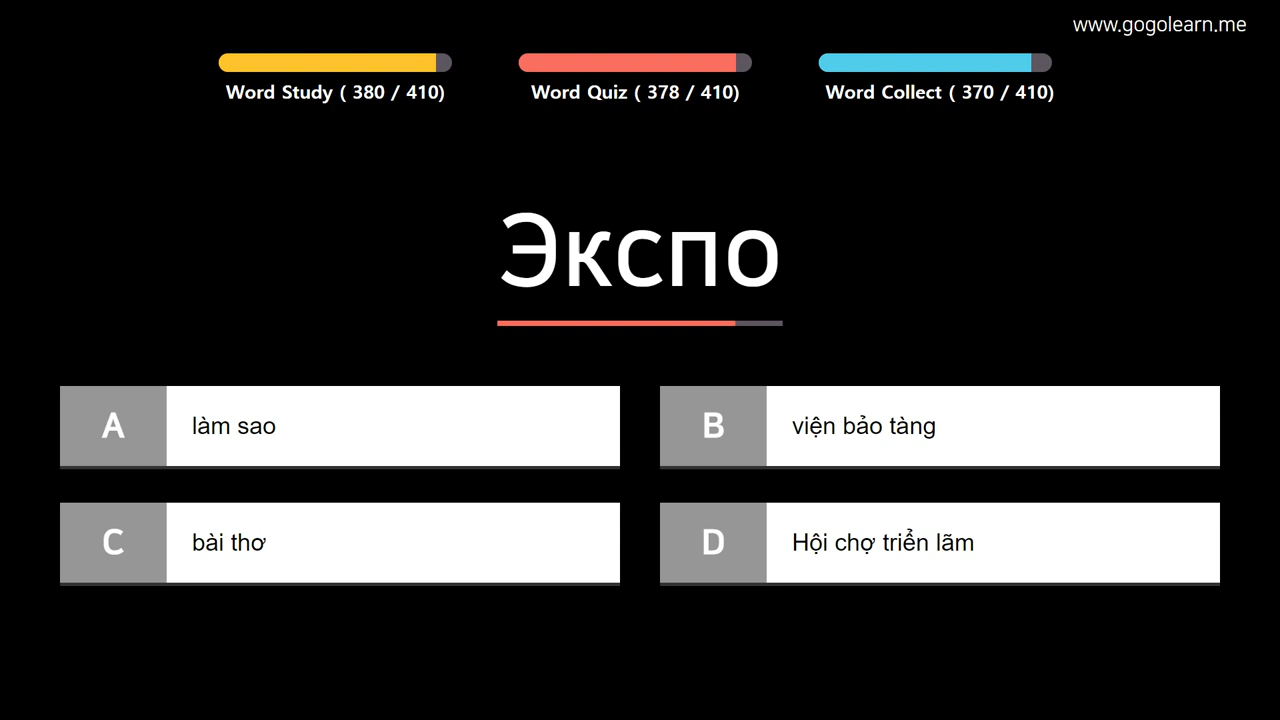 www.gogolearn.me
Word Study ( 380 / 410)
Word Quiz ( 378 / 410)
Word Collect ( 370 / 410)
Экспо
A
làm sao
B
viện bảo tàng
C
bài thơ
D
Hội chợ triển lãm